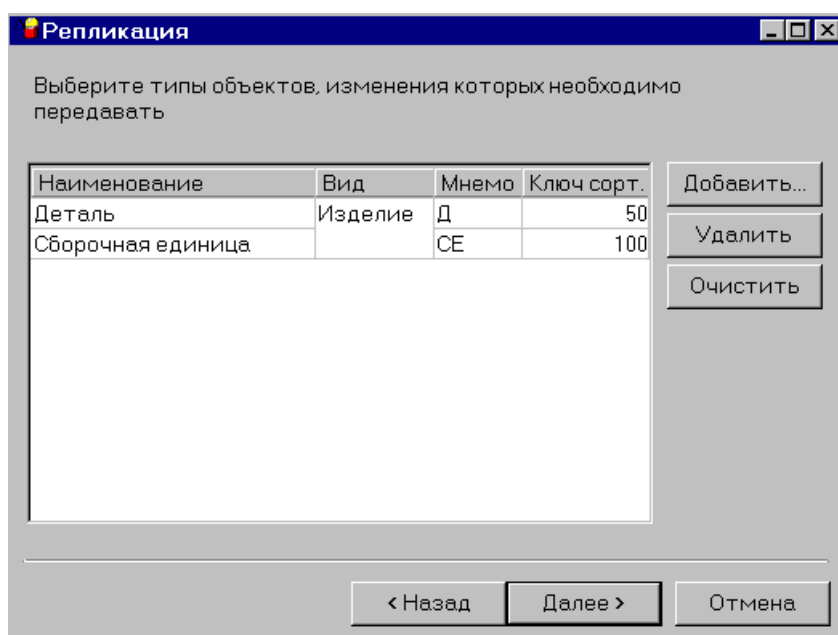 Репликация
Выберите типы объектов, изменения которых необходимо
передавать
Наименование Вид Мнемо Ключ сорт.
Деталь Изделие Д 50
Сборочная единица СЕ 100
Добавить...
Удалить
Очистить
< Назад Далее > Отмена